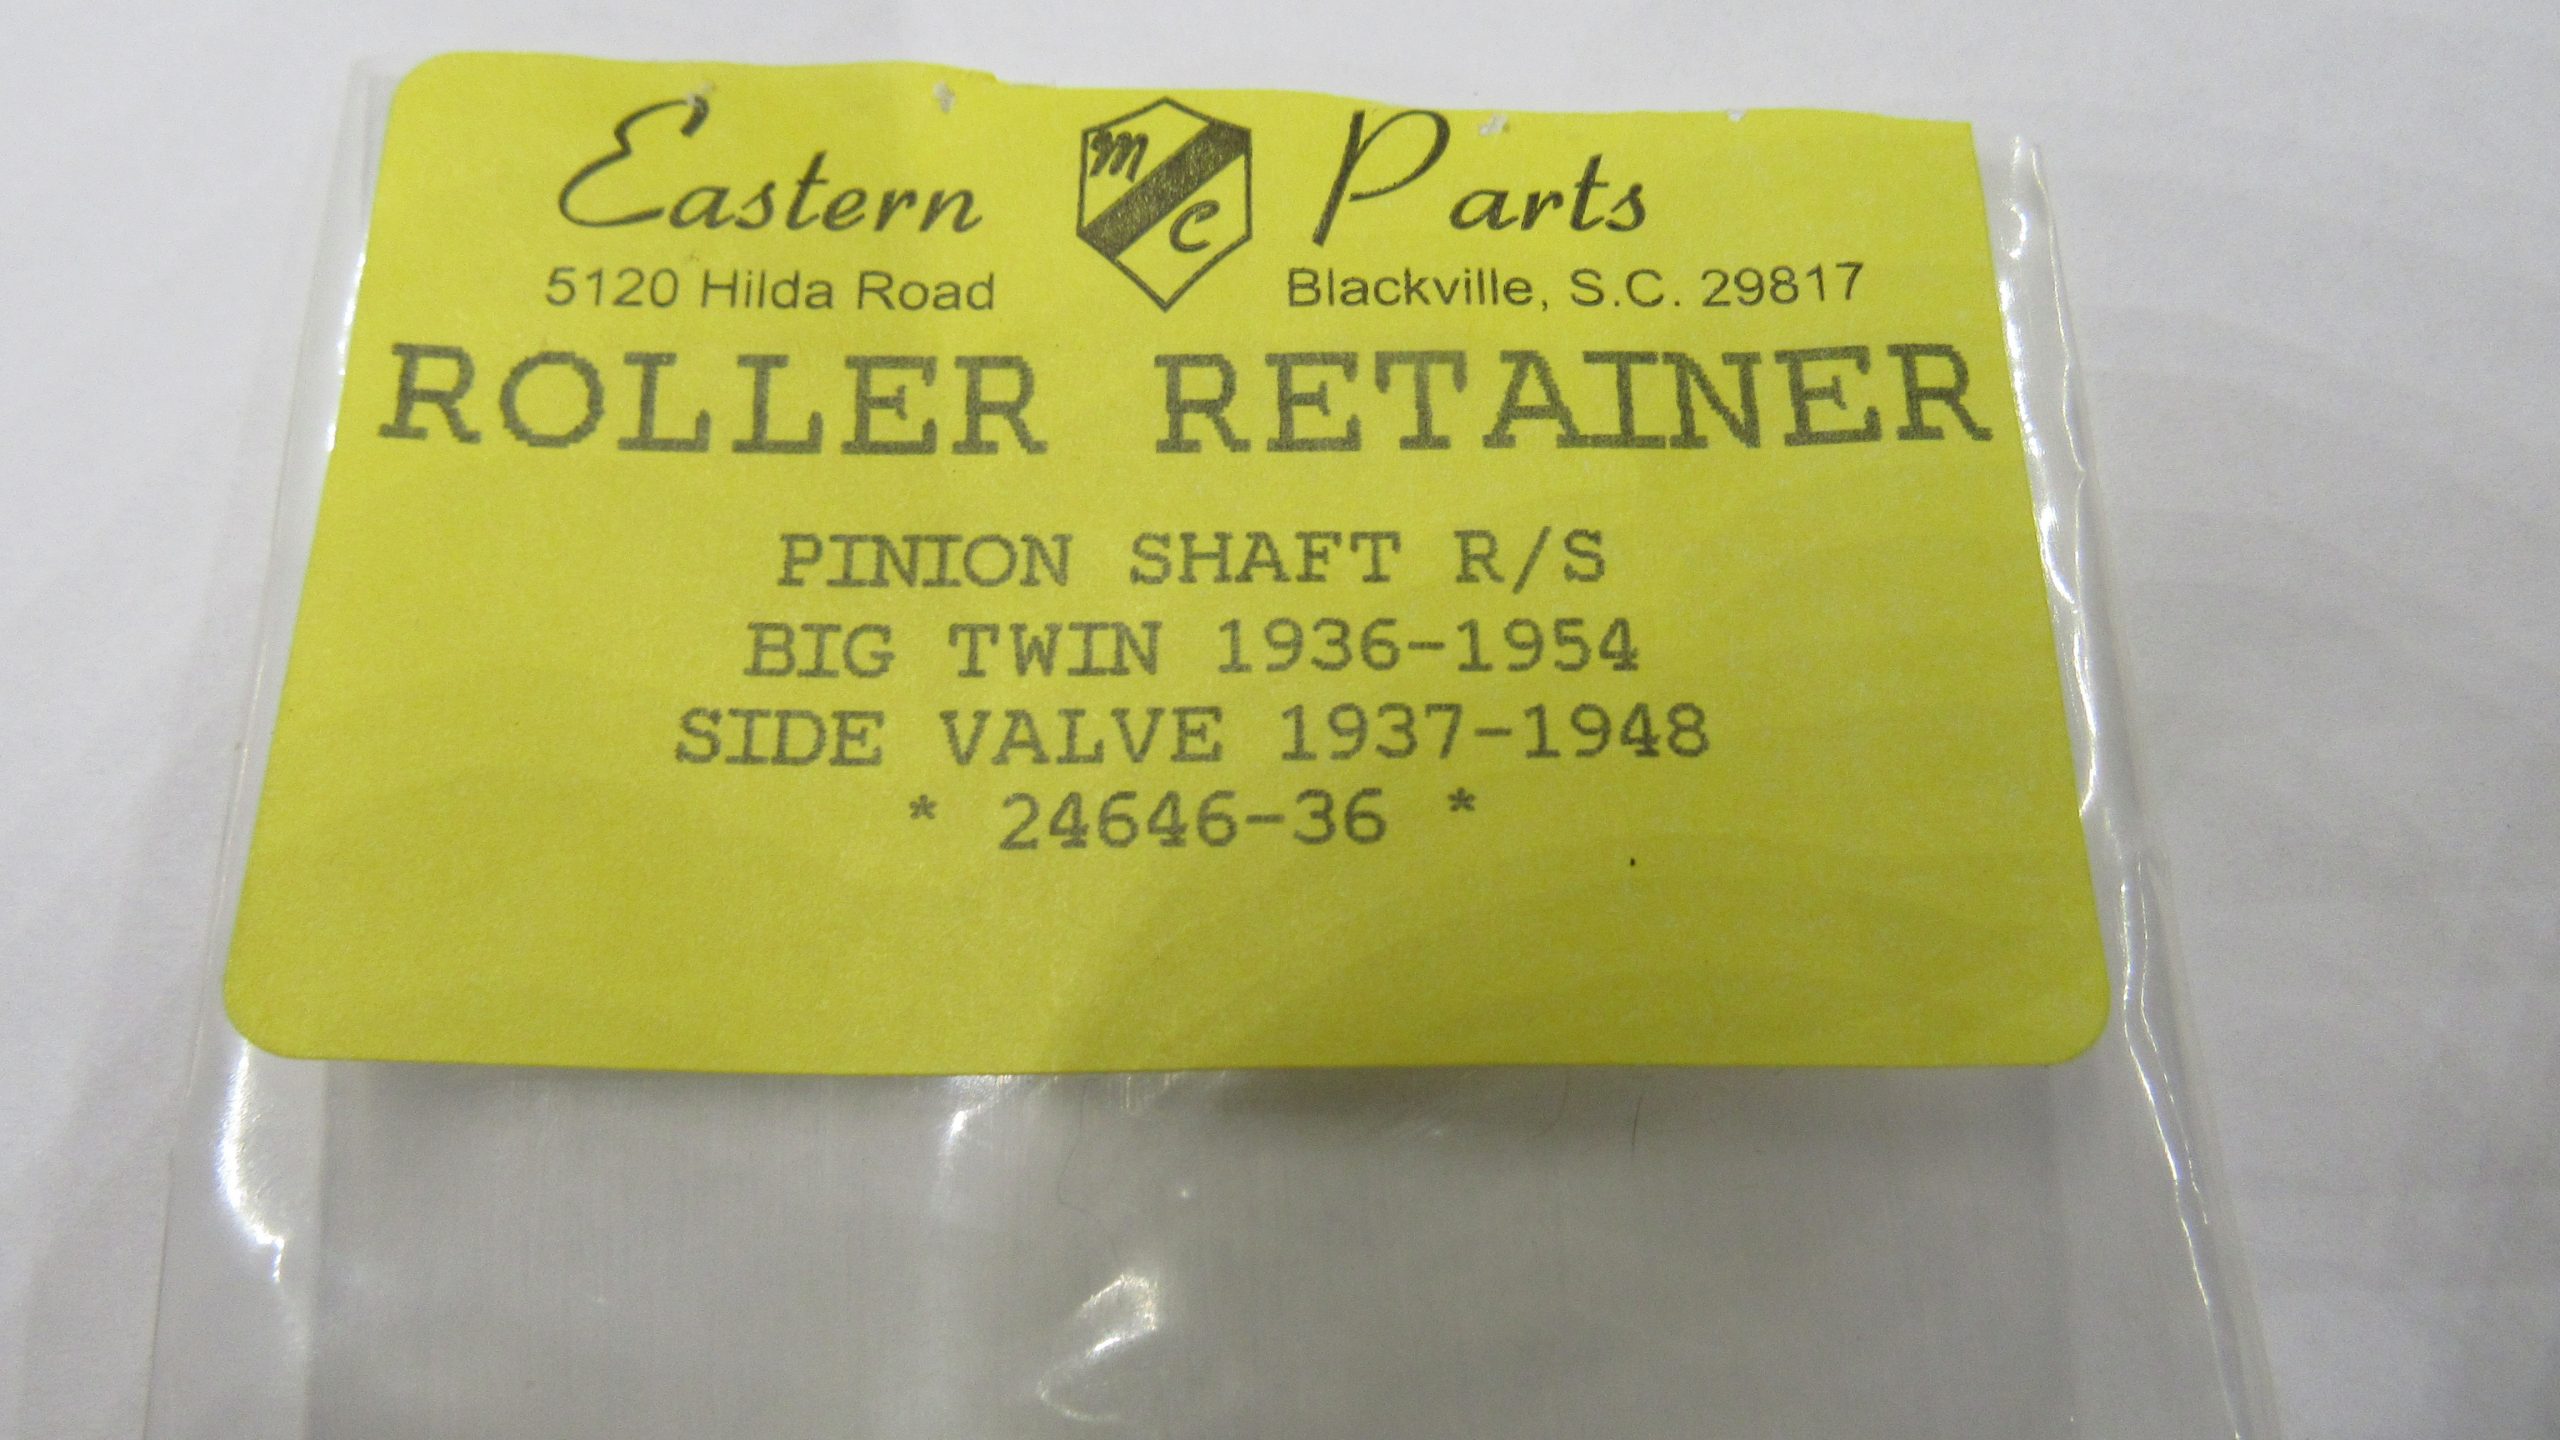 Eastern MC Parts
5120 Hilda Road Blackville, S.C. 29817
ROLLER RETAINER
PINION SHAFT R/S
BIG TWIN 1936-1954
SIDE VALVE 1937-1948
* 24646-36 *